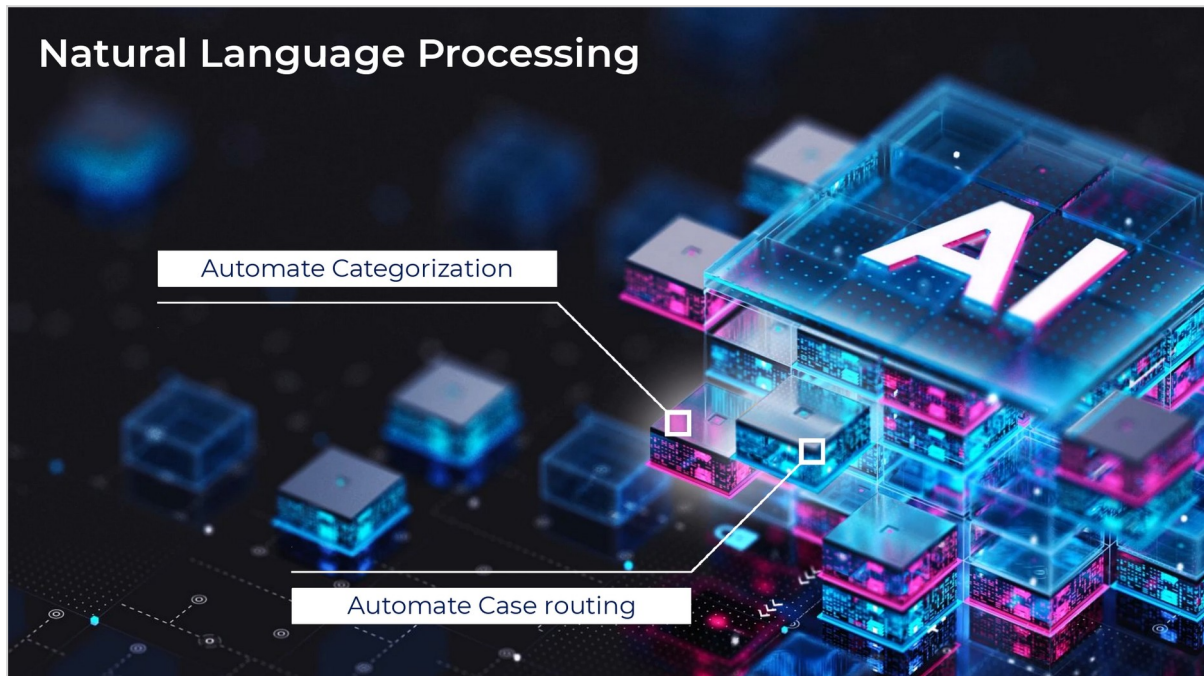 Natural Language Processing
AI
Automate Categorization
Automate Case routing